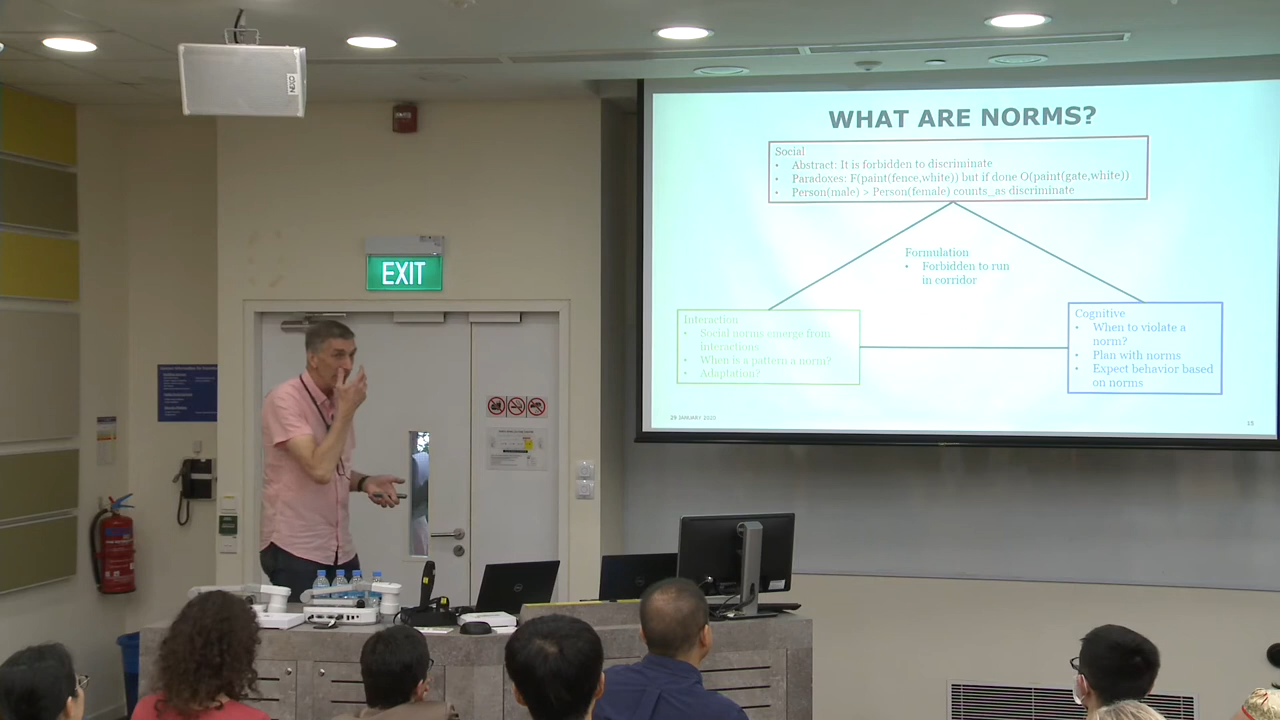 WHAT ARE NORMS?
Social
• Abstract: It is forbidden to discriminate
• Paradoxes: F(paint(fence,white)) but if done O(paint(gate,white))
• Person(male) > Person(female) counts_as discriminate
Formulation
• Forbidden to run
in corridor
Interaction
• Social norms emerge from
interactions
• When is a pattern a norm?
• Adaptation?
Cognitive
• When to violate a
norm?
• Plan with norms
• Expect behavior based
on norms
29 JANUARY 2020
15
EXIT